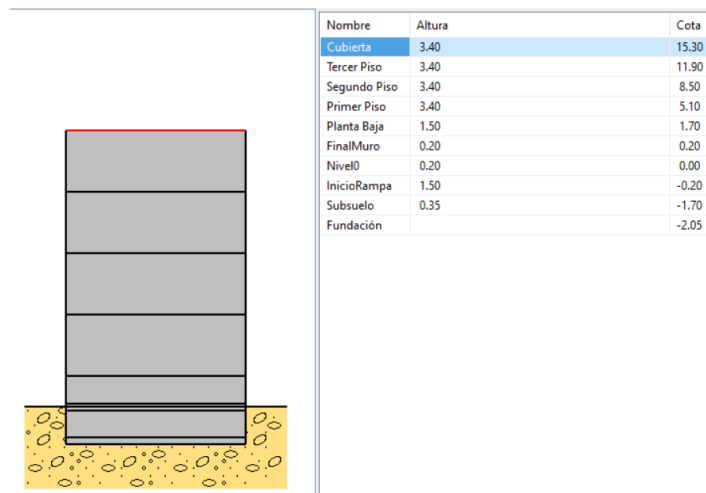 Nombre Altura Cota
Cubierta 3.40 15.30
Tercer Piso 3.40 11.90
Segundo Piso 3.40 8.50
Primer Piso 3.40 5.10
Planta Baja 1.50 1.70
FinalMuro 0.20 0.20
Nivel0 0.20 0.00
InicioRampa 1.50 -0.20
Subsuelo 0.35 -1.70
Fundación -2.05